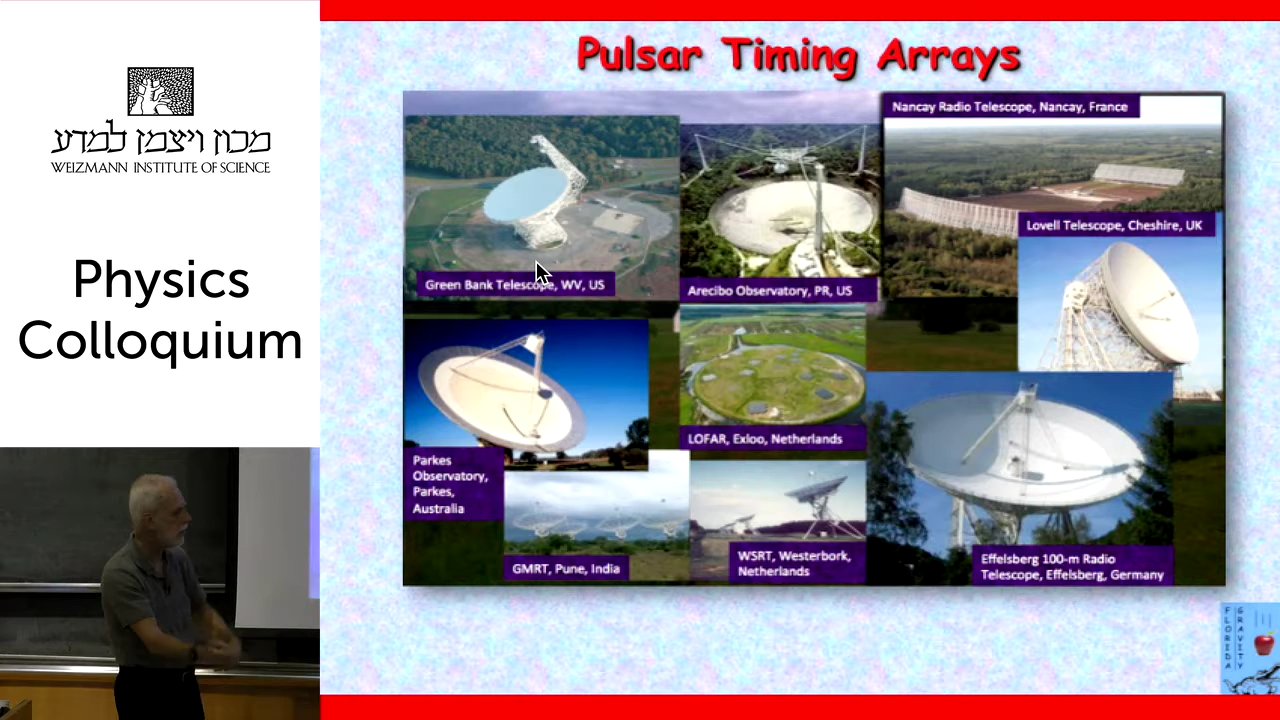 מכון ויצמן למדע
WEIZMANN INSTITUTE OF SCIENCE
Physics
Colloquium
Pulsar Timing Arrays
Nancay Radio Telescope, Nancay, France
Lovell Telescope, Cheshire, UK
Green Bank Telescope, WV, US
Arecibo Observatory, PR, US
LOFAR, Exloo, Netherlands
Parkes
Observatory,
Parkes,
Australia
GMRT, Pune, India
WSRT, Westerbork,
Netherlands
Effelsberg 100-m Radio
Telescope, Effelsberg, Germany
FLORIDA
GRAVITY